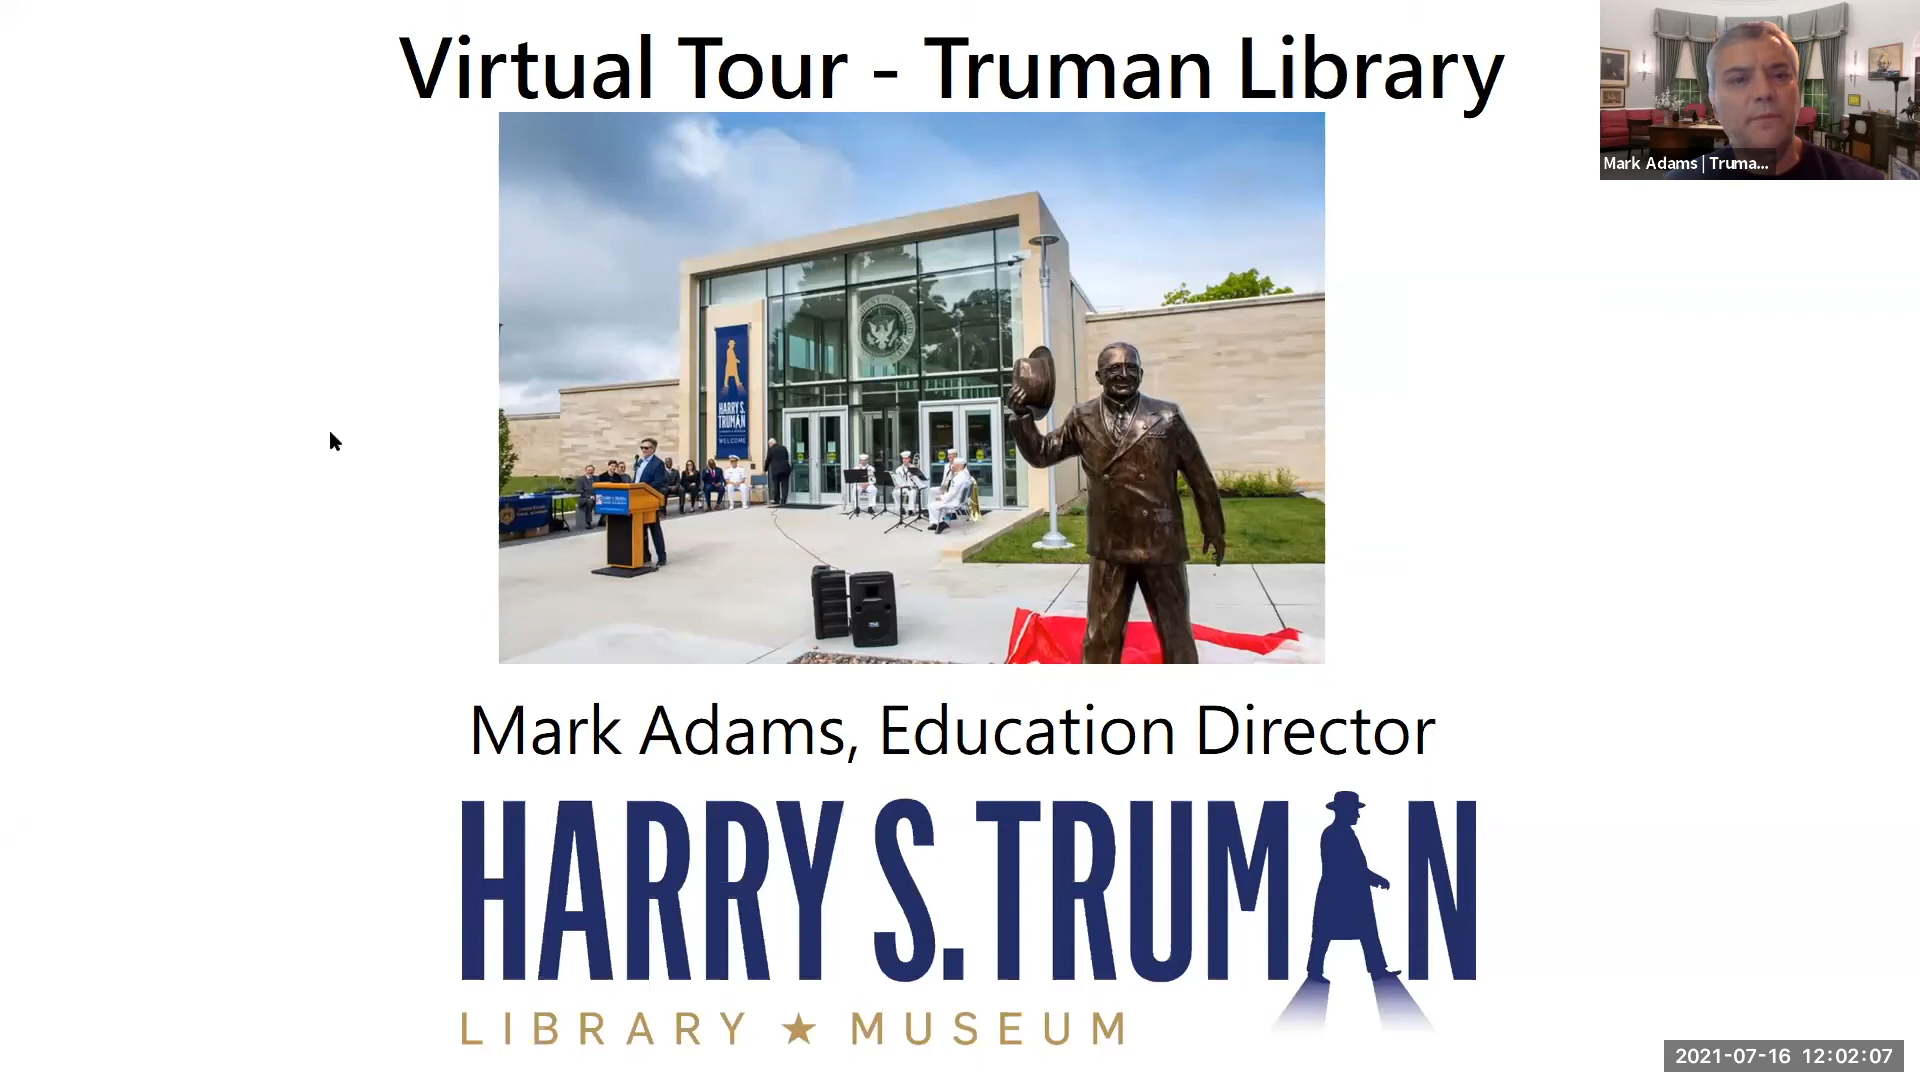 Virtual Tour - Truman Library
Mark Adams | Truma...
HARRY S.
TRUMAN
WELCOME
Mark Adams, Education Director
HARRY S. TRUMAN
LIBRARY ★ MUSEUM
2021-07-16 12:02:07